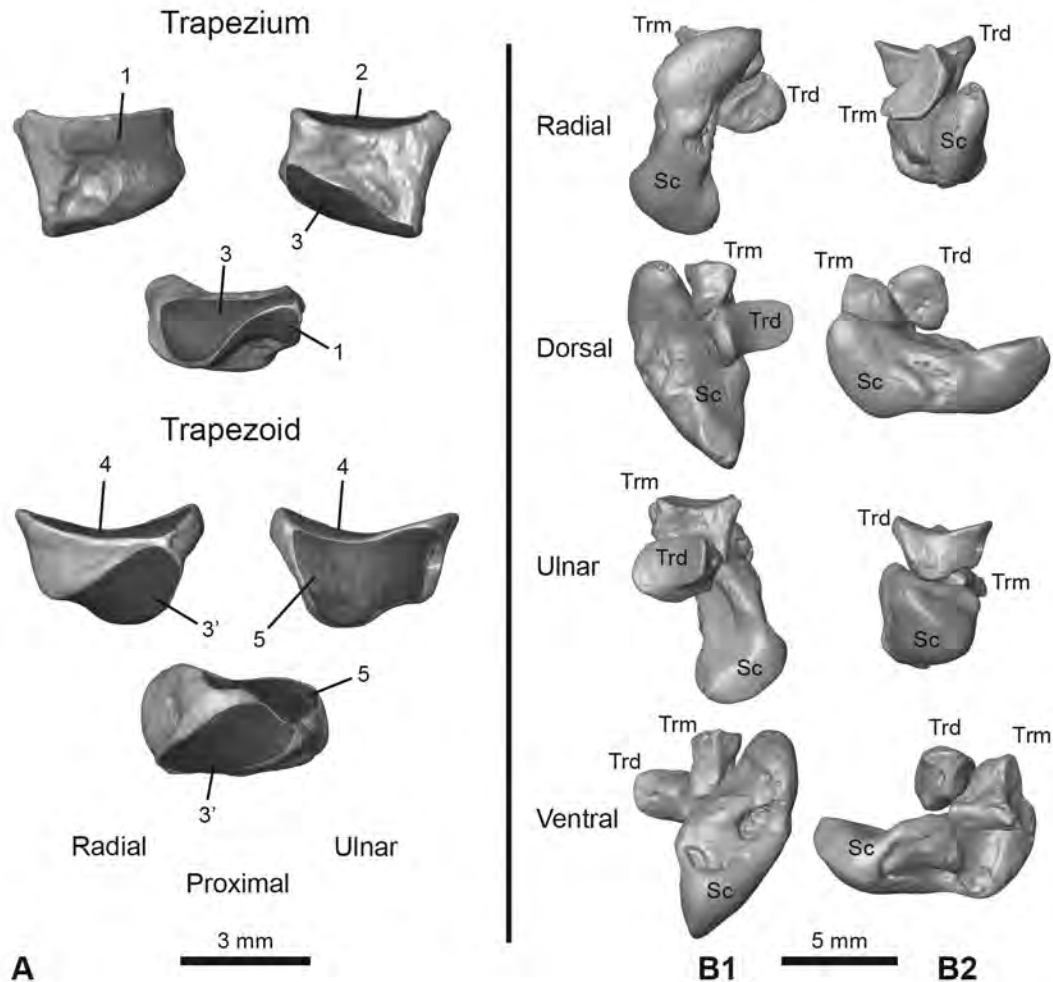 Trapezium
1
2
3
3
1
Trapezoid
4
4
3'
5
5
3'
Radial
Ulnar
Proximal
3 mm
A
Trm
Trd
Sc
Radial
Trd
Trm
Sc
Trm
Trd
Sc
Dorsal
Trm
Trd
Sc
Trm
Trd
Sc
Ulnar
Trd
Trm
Sc
Trm
Trd
Sc
Ventral
Trd
Trm
Sc
5 mm
B1
B2